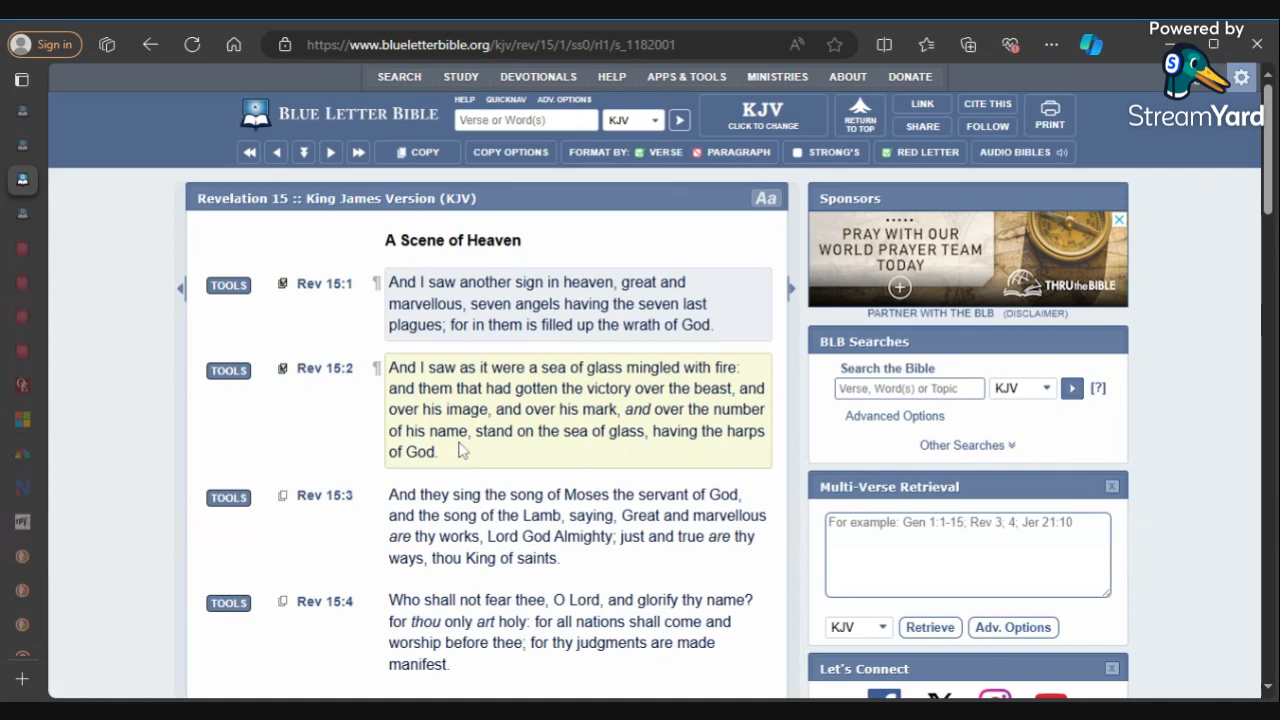 Powered by
StreamYard
Sign in
https://www.blueletterbible.org/kjv/rev/15/1/ss0/rl1/s_1182001
SEARCH STUDY DEVOTIONALS HELP APPS & TOOLS MINISTRIES ABOUT DONATE
BLUE LETTER BIBLE
HELP QUICKNAV ADV. OPTIONS
Verse or Word(s) KJV
KJV
CLICK TO CHANGE
RETURN TO TOP
LINK CITE THIS
SHARE FOLLOW
PRINT
COPY COPY OPTIONS FORMAT BY: VERSE PARAGRAPH STRONG'S RED LETTER AUDIO BIBLES
Revelation 15 :: King James Version (KJV) Aa
A Scene of Heaven
TOOLS Rev 15:1 ¶ And I saw another sign in heaven, great and
marvellous, seven angels having the seven last
plagues; for in them is filled up the wrath of God.
TOOLS Rev 15:2 ¶ And I saw as it were a sea of glass mingled with fire:
and them that had gotten the victory over the beast, and
over his image, and over his mark, and over the number
of his name, stand on the sea of glass, having the harps
of God.
TOOLS Rev 15:3 And they sing the song of Moses the servant of God,
and the song of the Lamb, saying, Great and marvellous
are thy works, Lord God Almighty; just and true are thy
ways, thou King of saints.
TOOLS Rev 15:4 Who shall not fear thee, O Lord, and glorify thy name?
for thou only art holy: for all nations shall come and
worship before thee; for thy judgments are made
manifest.
Sponsors
PRAY WITH OUR
WORLD PRAYER TEAM
TODAY
THRU the BIBLE
PARTNER WITH THE BLB (DISCLAIMER)
BLB Searches
Search the Bible
Verse, Word(s) or Topic KJV [?]
Advanced Options
Other Searches
Multi-Verse Retrieval
For example: Gen 1:1-15; Rev 3; 4; Jer 21:10
KJV Retrieve Adv. Options
Let's Connect